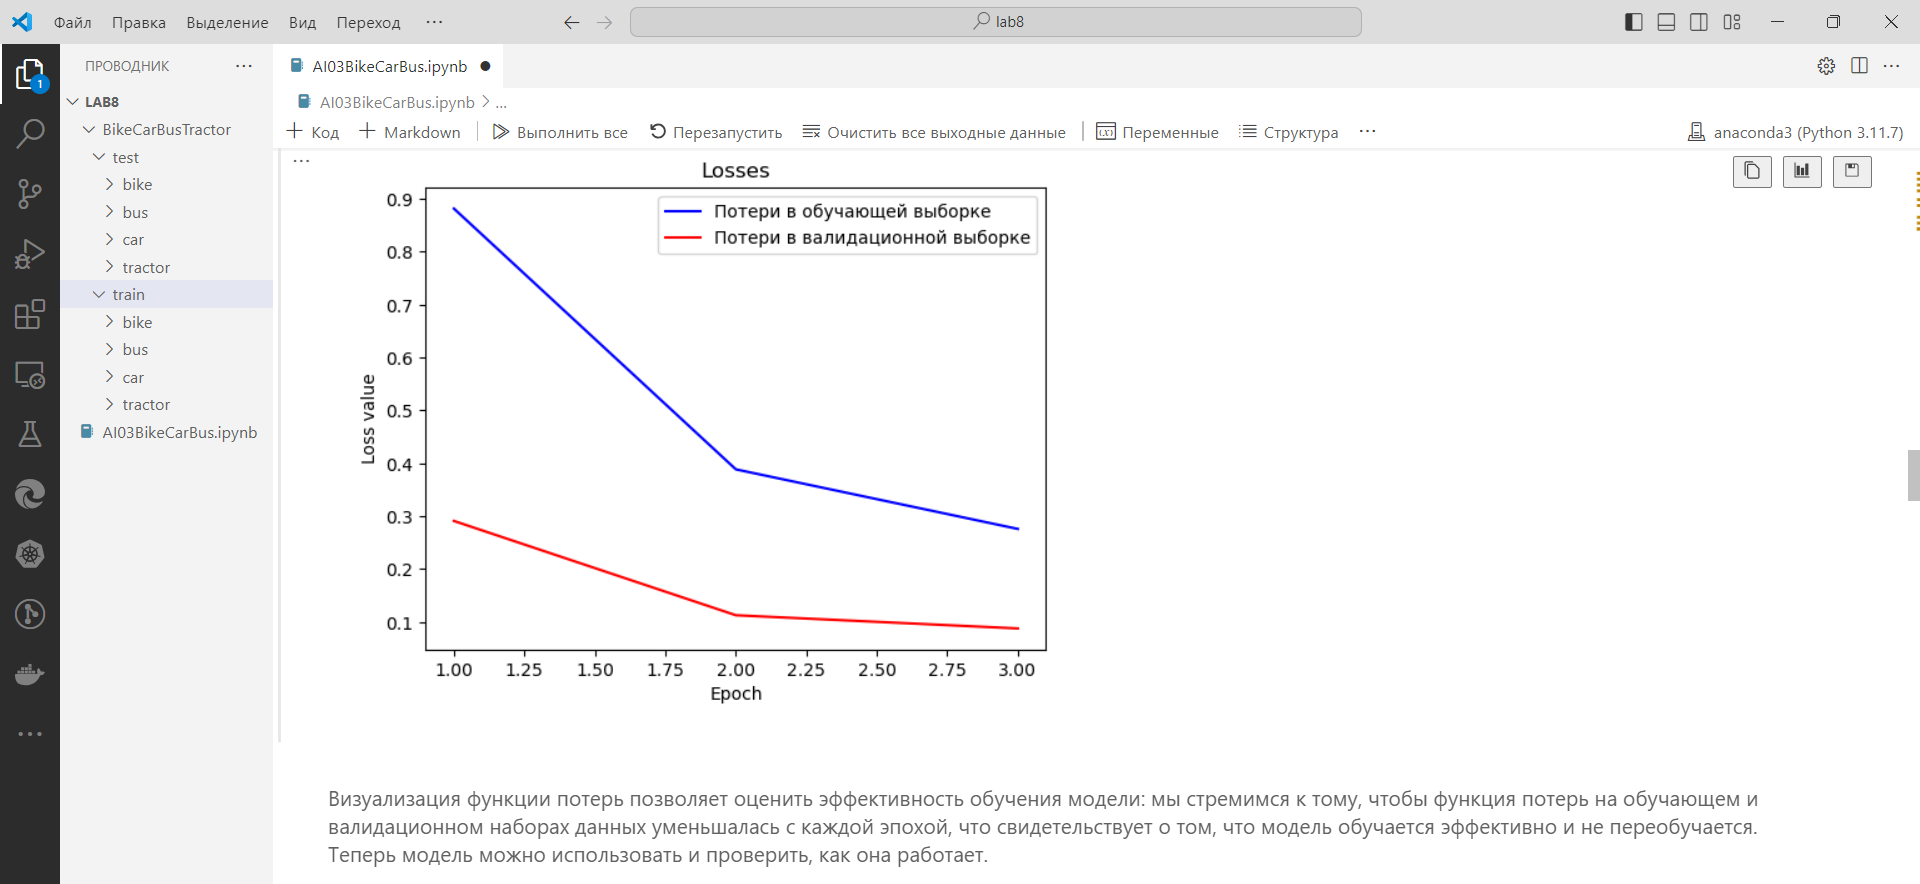 Файл Правка Выделение Вид Переход ··· lab8
ПРОВОДНИК ···
1
LAB8
BikeCarBusTractor
test
bike
bus
car
tractor
train
bike
bus
car
tractor
AI03BikeCarBus.ipynb
AI03BikeCarBus.ipynb
AI03BikeCarBus.ipynb > ...
Код Markdown Выполнить все Перезапустить Очистить все выходные данные Переменные Структура ··· anaconda3 (Python 3.11.7)
Losses
Потери в обучающей выборке
Потери в валидационной выборке
0.9
0.8
0.7
0.6
0.5
0.4
0.3
0.2
0.1
Loss value
1.00 1.25 1.50 1.75 2.00 2.25 2.50 2.75 3.00
Epoch
Визуализация функции потерь позволяет оценить эффективность обучения модели: мы стремимся к тому, чтобы функция потерь на обучающем и
валидационном наборах данных уменьшалась с каждой эпохой, что свидетельствует о том, что модель обучается эффективно и не переобучается.
Теперь модель можно использовать и проверить, как она работает.